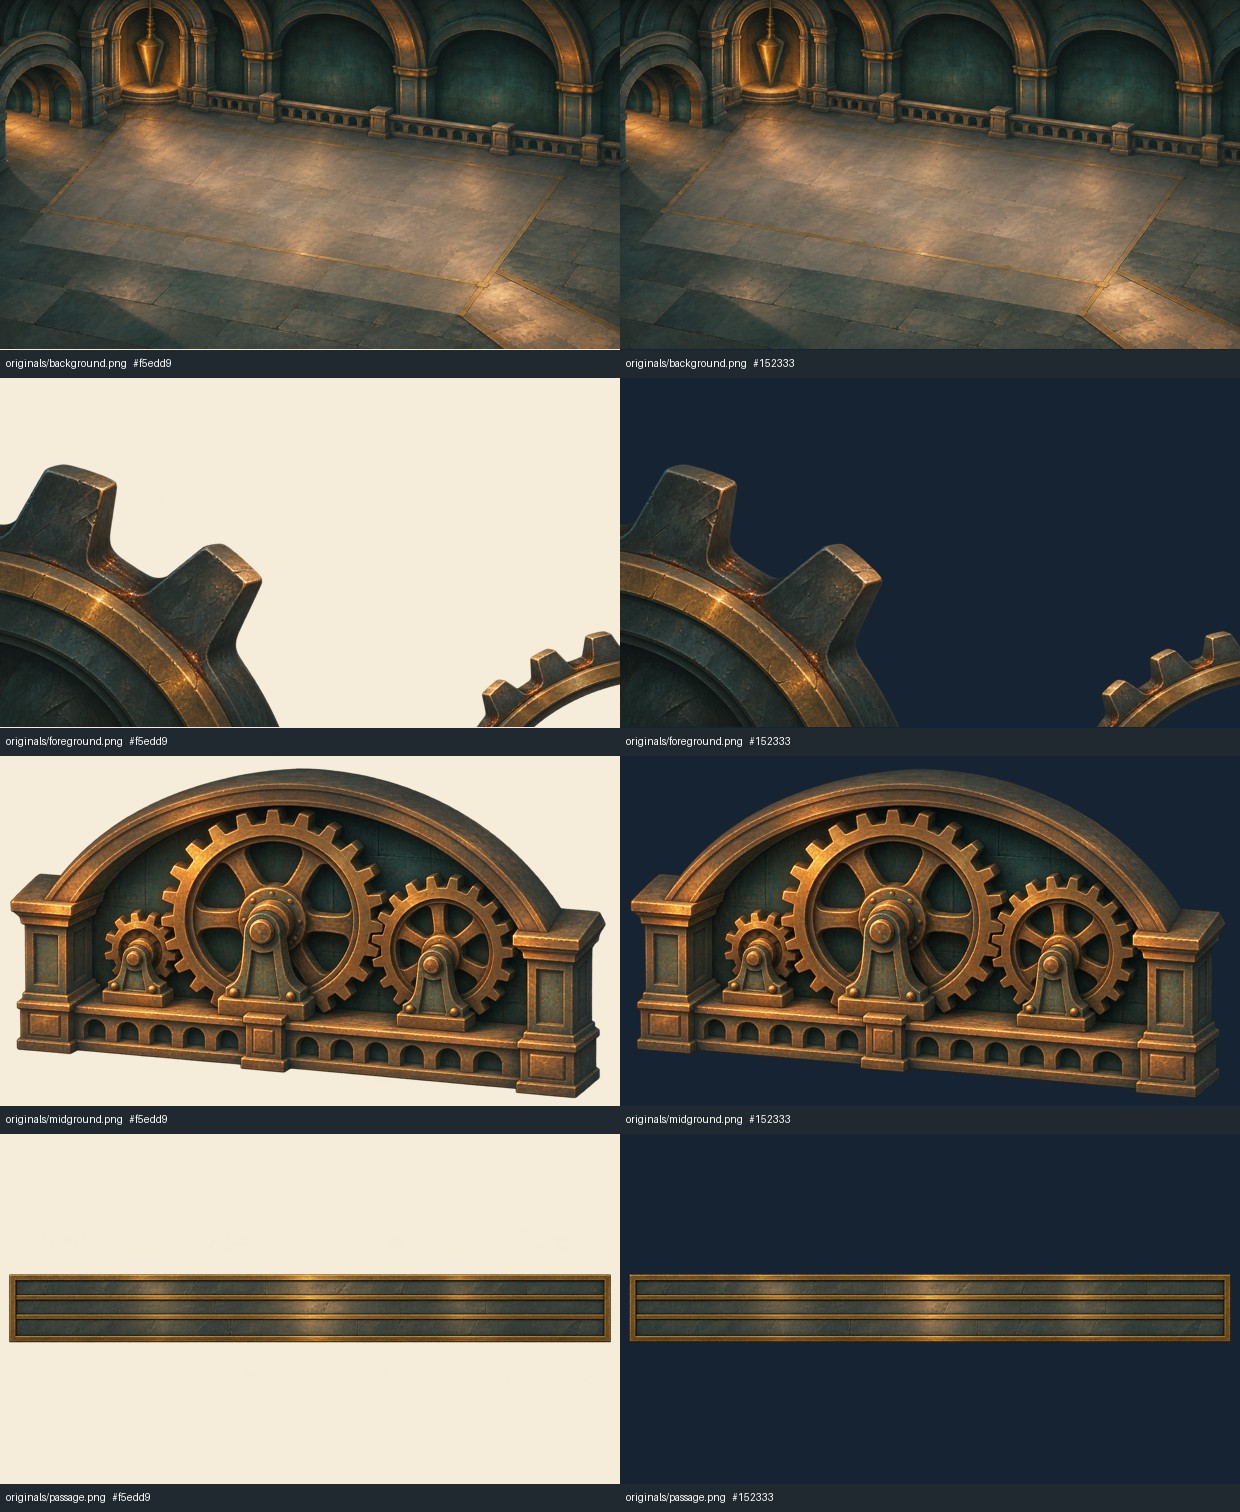 originals/background.png #f5edd9
originals/background.png #152333
originals/foreground.png #f5edd9
originals/foreground.png #152333
originals/midground.png #f5edd9
originals/midground.png #152333
originals/passage.png #f5edd9
originals/passage.png #152333